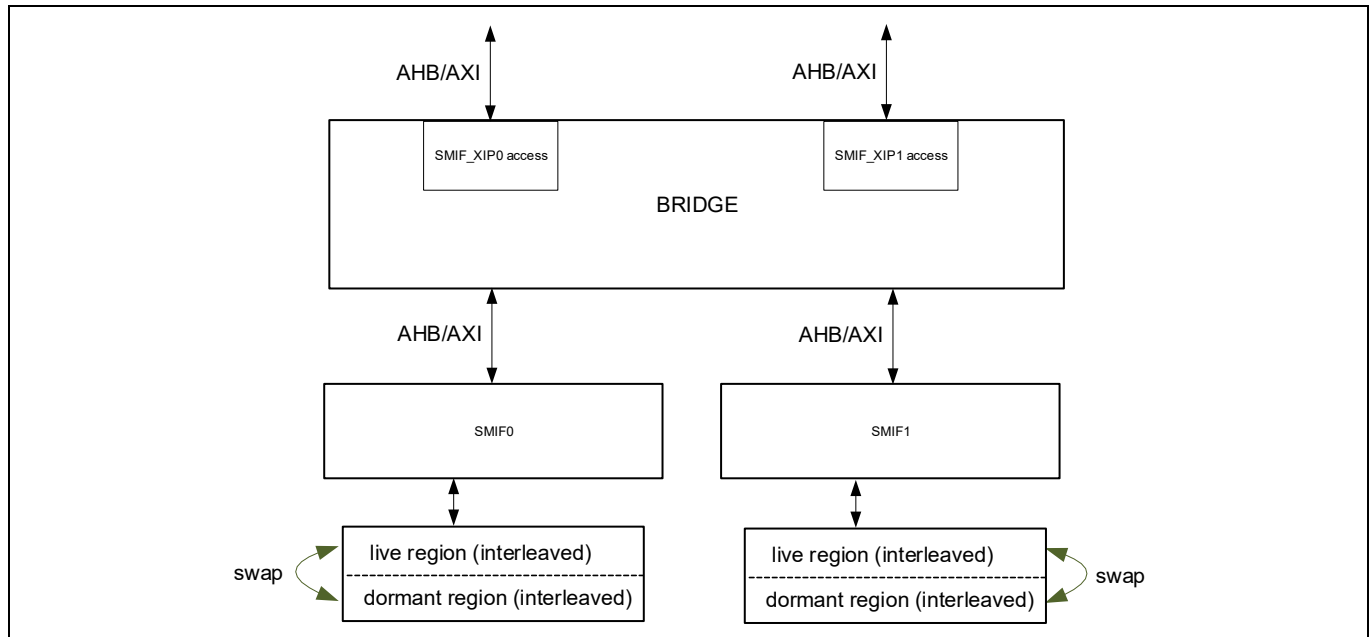 AHB/AXI
AHB/AXI
SMIF_XIP0 access
SMIF_XIP1 access
BRIDGE
AHB/AXI
AHB/AXI
SMIF0
SMIF1
live region (interleaved)
live region (interleaved)
swap
swap
dormant region (interleaved)
dormant region (interleaved)